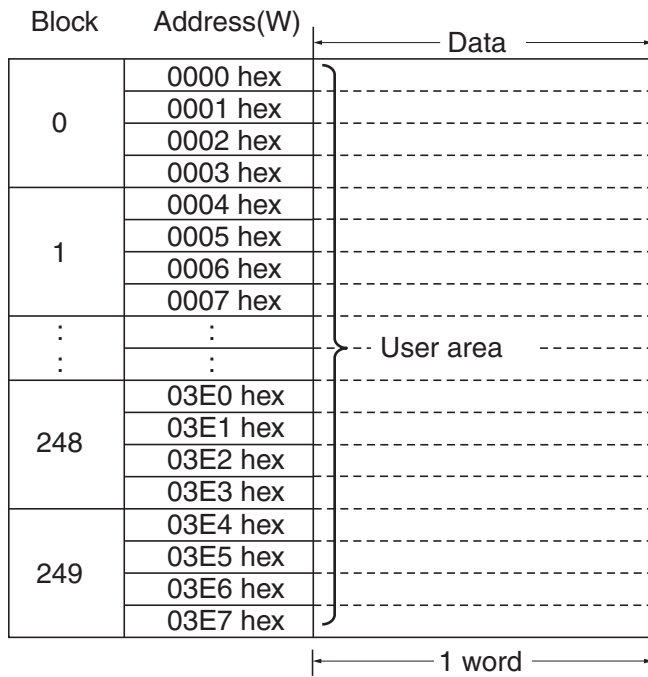 Block Address(W)
Data
0
0000 hex
0001 hex
0002 hex
0003 hex
1
0004 hex
0005 hex
0006 hex
0007 hex
: :
: :
User area
248
03E0 hex
03E1 hex
03E2 hex
03E3 hex
249
03E4 hex
03E5 hex
03E6 hex
03E7 hex
1 word